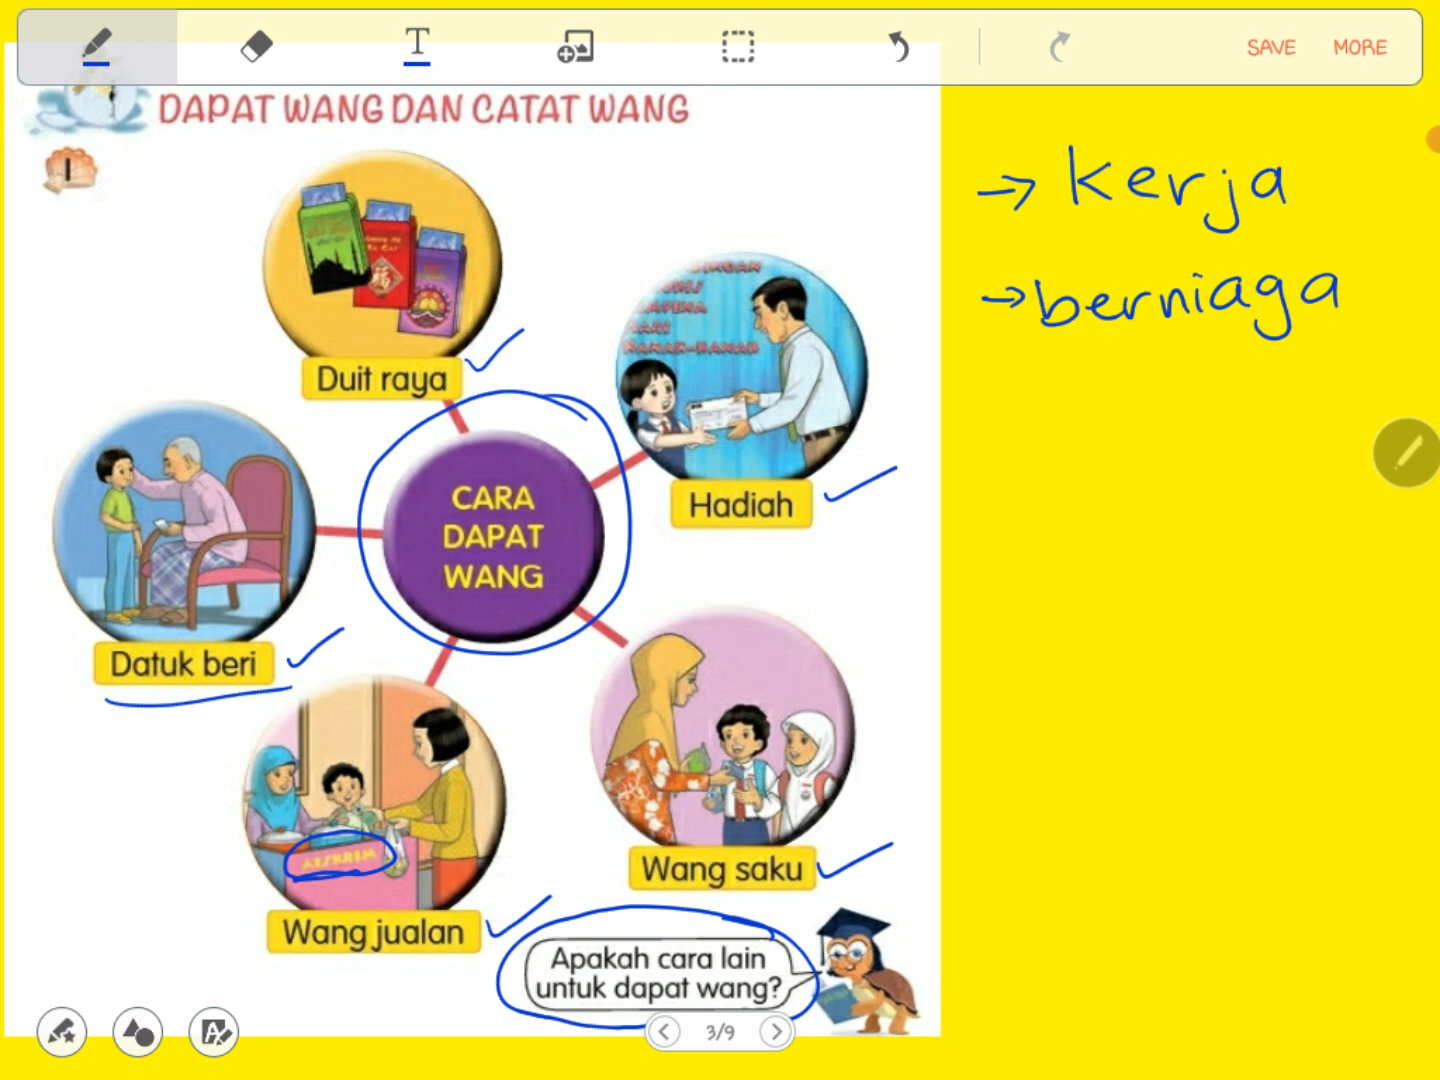 T
SAVE
MORE
DAPAT WANG DAN CATAT WANG
1
Duit raya
Hadiah
CARA
DAPAT
WANG
Datuk beri
AISKRIM
Wang jualan
Wang saku
Apakah cara lain
untuk dapat wang?
3/9
A
→ kerja
→ berniaga